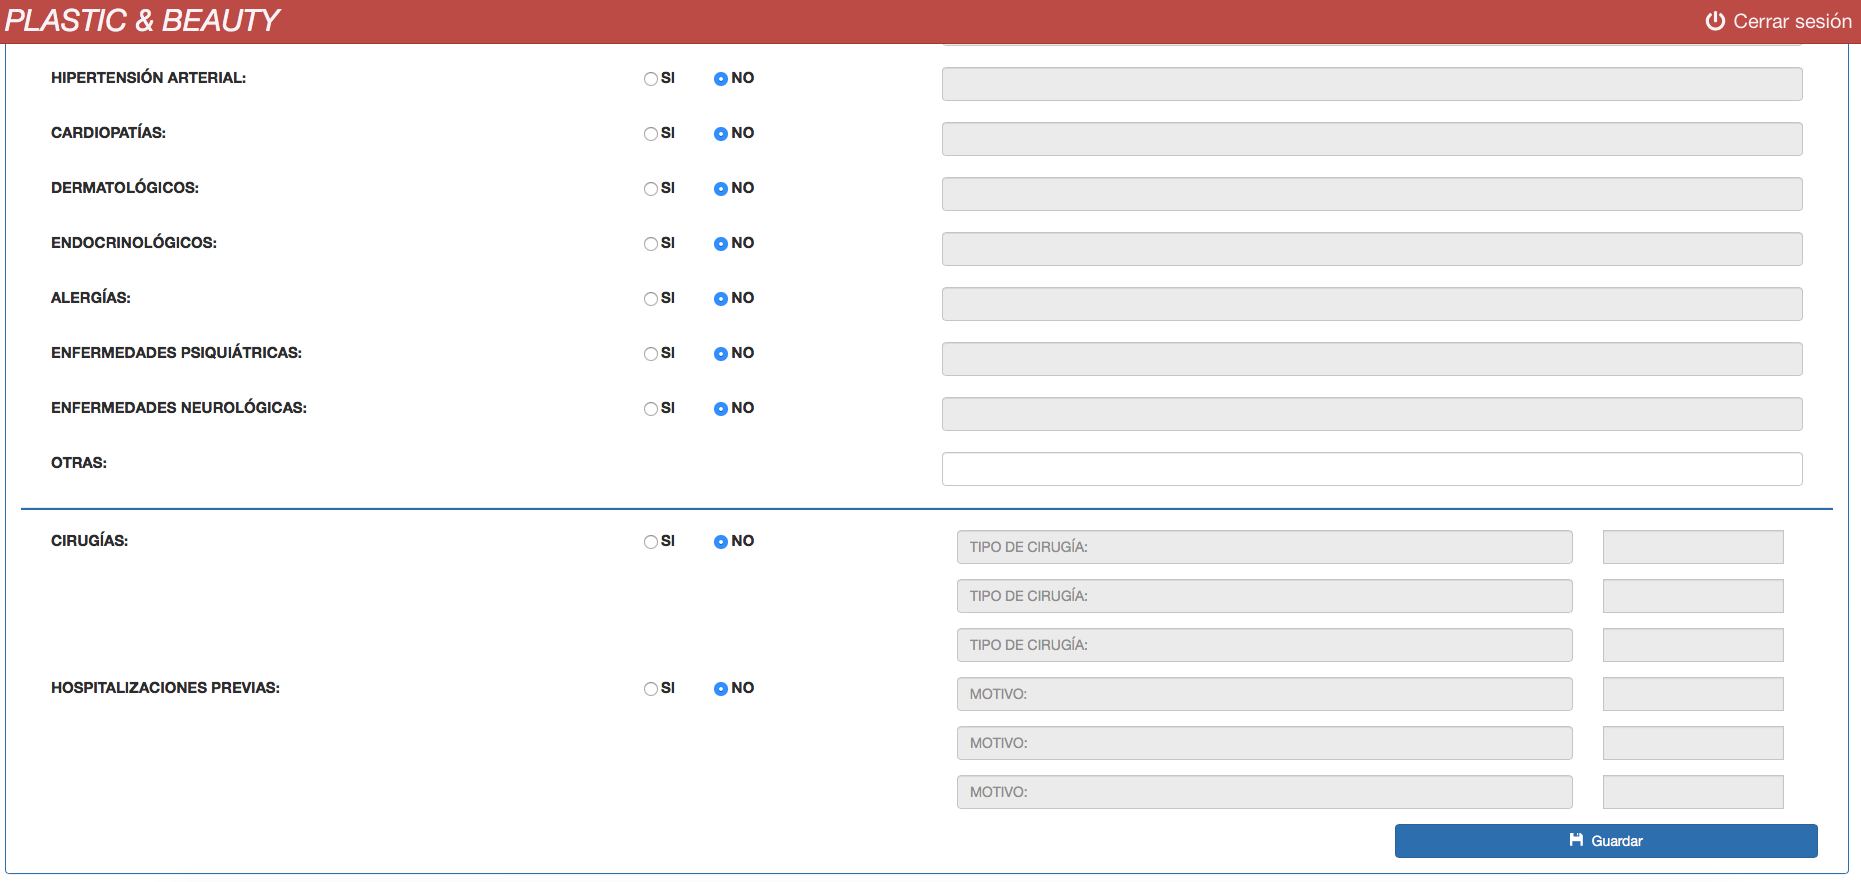 PLASTIC & BEAUTY
Cerrar sesión
HIPERTENSIÓN ARTERIAL: SI NO
CARDIOPATÍAS: SI NO
DERMATOLÓGICOS: SI NO
ENDOCRINOLÓGICOS: SI NO
ALERGÍAS: SI NO
ENFERMEDADES PSIQUIÁTRICAS: SI NO
ENFERMEDADES NEUROLÓGICAS: SI NO
OTRAS:
CIRUGÍAS: SI NO TIPO DE CIRUGÍA:
TIPO DE CIRUGÍA:
TIPO DE CIRUGÍA:
HOSPITALIZACIONES PREVIAS: SI NO MOTIVO:
MOTIVO:
MOTIVO:
Guardar